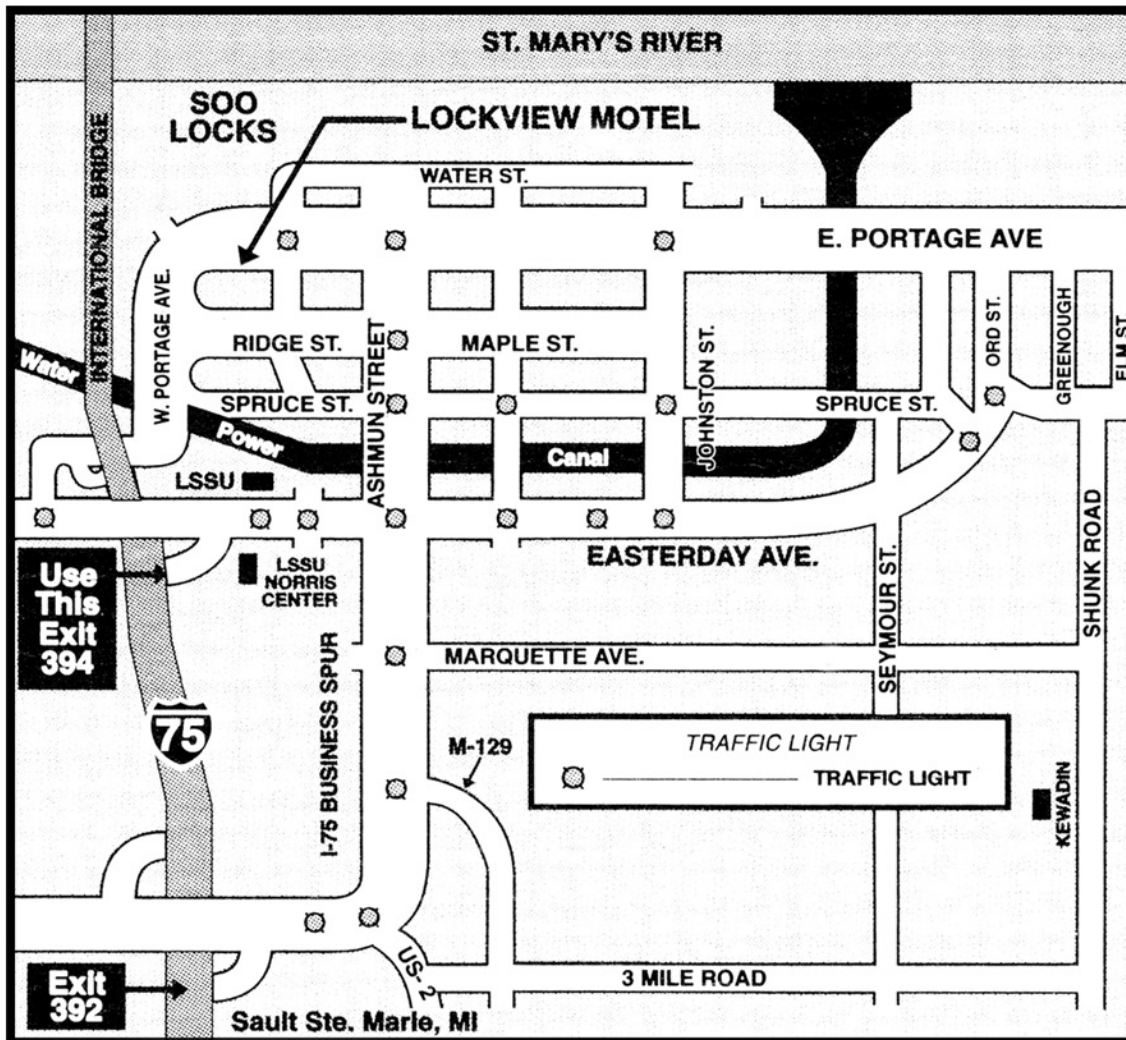 ST. MARY'S RIVER
SOO
LOCKS
LOCKVIEW MOTEL
INTERNATIONAL BRIDGE
WATER ST.
E. PORTAGE AVE
W. PORTAGE AVE.
RIDGE ST.
ASHMUN STREET
MAPLE ST.
JOHNSTON ST.
ORD ST.
GREENOUGH
ELM ST.
Water
SPRUCE ST.
SPRUCE ST.
Power
Canal
LSSU
EASTERDAY AVE.
Use
This
Exit
394
LSSU
NORRIS
CENTER
SEYMOUR ST.
SHUNK ROAD
MARQUETTE AVE.
I-75 BUSINESS SPUR
75
M-129
TRAFFIC LIGHT
TRAFFIC LIGHT
KEWADIN
US-2
3 MILE ROAD
Exit
392
Sault Ste. Marie, MI